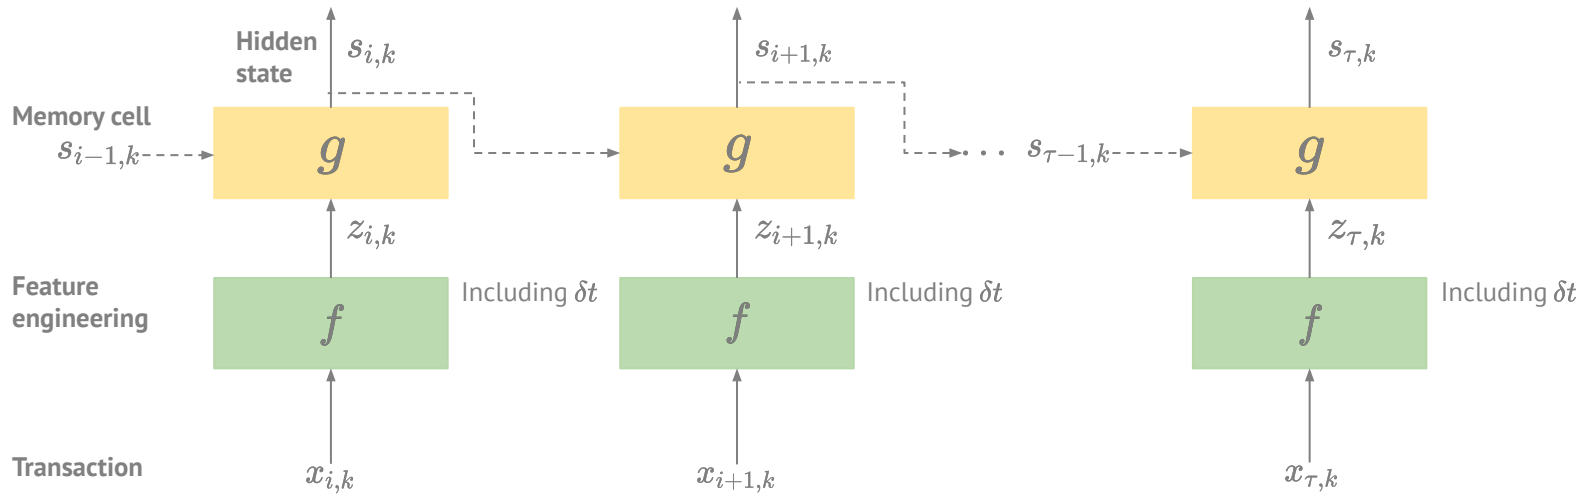 Hidden
state
s_{i,k}
s_{i+1,k}
s_{τ,k}
Memory cell
s_{i−1,k}
g
g
··· s_{τ−1,k}
g
z_{i,k}
z_{i+1,k}
z_{τ,k}
Feature
engineering
f
Including δt
f
Including δt
f
Including δt
Transaction
x_{i,k}
x_{i+1,k}
x_{τ,k}